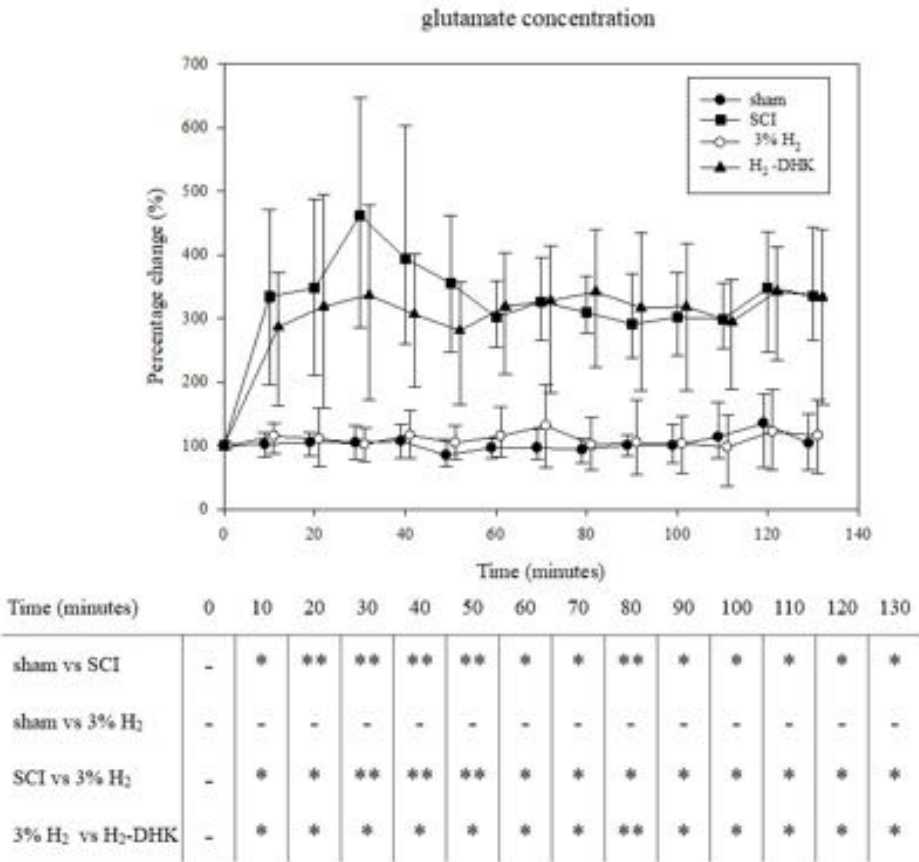 glutamate concentration
700
600
500
400
300
200
100
0
Percentage change (%)
sham
SCI
3% H₂
H₂-DHK
0 20 40 60 80 100 120 140
Time (minutes)
Time (minutes) 0 10 20 30 40 50 60 70 80 90 100 110 120 130
sham vs SCI - * ** ** ** ** * * ** * * * * *
sham vs 3% H₂ - - - - - - - - - - - - - -
SCI vs 3% H₂ - * * ** ** ** * * * * * * * *
3% H₂ vs H₂-DHK - * * * * * * * ** * * * * *